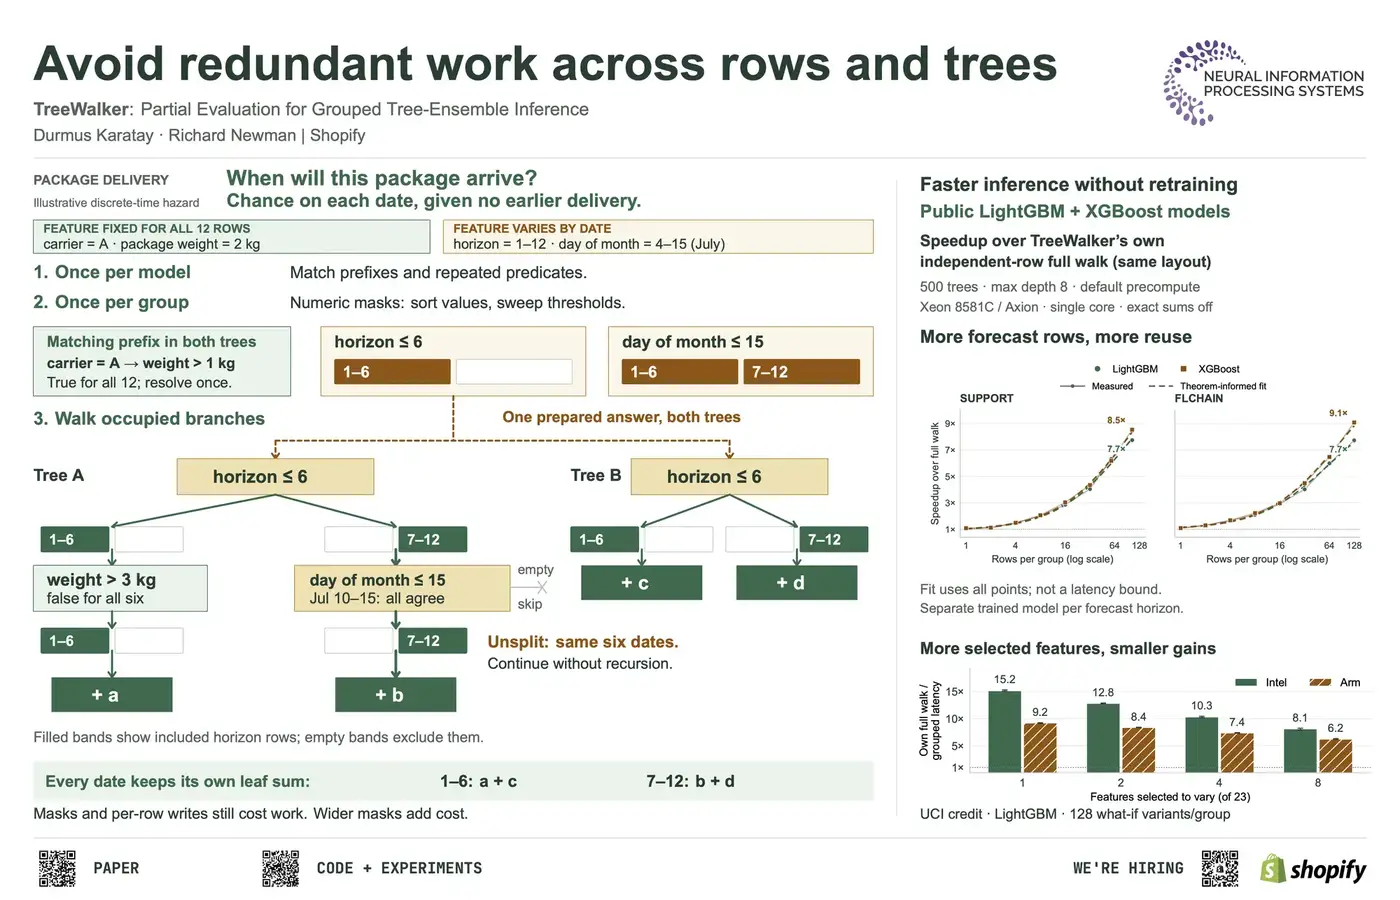 Avoid redundant work across rows and trees
TreeWalker: Partial Evaluation for Grouped Tree-Ensemble Inference
Durmus Karatay · Richard Newman | Shopify
NEURAL INFORMATION
PROCESSING SYSTEMS
PACKAGE DELIVERY
Illustrative discrete-time hazard
When will this package arrive?
Chance on each date, given no earlier delivery.
FEATURE FIXED FOR ALL 12 ROWS
carrier = A · package weight = 2 kg
FEATURE VARIES BY DATE
horizon = 1–12 · day of month = 4–15 (July)
1. Once per model
Match prefixes and repeated predicates.
2. Once per group
Numeric masks: sort values, sweep thresholds.
Matching prefix in both trees
carrier = A → weight > 1 kg
True for all 12; resolve once.
horizon ≤ 6
1–6
day of month ≤ 15
1–6
7–12
3. Walk occupied branches
One prepared answer, both trees
Tree A
horizon ≤ 6
Tree B
horizon ≤ 6
1–6
7–12
1–6
7–12
weight > 3 kg
false for all six
day of month ≤ 15
Jul 10–15: all agree
empty
skip
+ c
+ d
1–6
7–12
Unsplit: same six dates.
Continue without recursion.
+ a
+ b
Filled bands show included horizon rows; empty bands exclude them.
Every date keeps its own leaf sum:
1–6: a + c
7–12: b + d
Masks and per-row writes still cost work. Wider masks add cost.
Faster inference without retraining
Public LightGBM + XGBoost models
Speedup over TreeWalker's own
independent-row full walk (same layout)
500 trees · max depth 8 · default precompute
Xeon 8581C / Axion · single core · exact sums off
More forecast rows, more reuse
LightGBM
XGBoost
Measured
Theorem-informed fit
SUPPORT
FLCHAIN
Speedup over full walk
9×
7×
5×
3×
1×
8.5×
7.7×
9.1×
7.7×
1 4 16 64 128
1 4 16 64 128
Rows per group (log scale)
Rows per group (log scale)
Fit uses all points; not a latency bound.
Separate trained model per forecast horizon.
More selected features, smaller gains
Own full walk /
grouped latency
Intel
Arm
15×
10×
5×
1×
15.2
9.2
12.8
8.4
10.3
7.4
8.1
6.2
1 2 4 8
Features selected to vary (of 23)
UCI credit · LightGBM · 128 what-if variants/group
PAPER
CODE + EXPERIMENTS
WE'RE HIRING
shopify